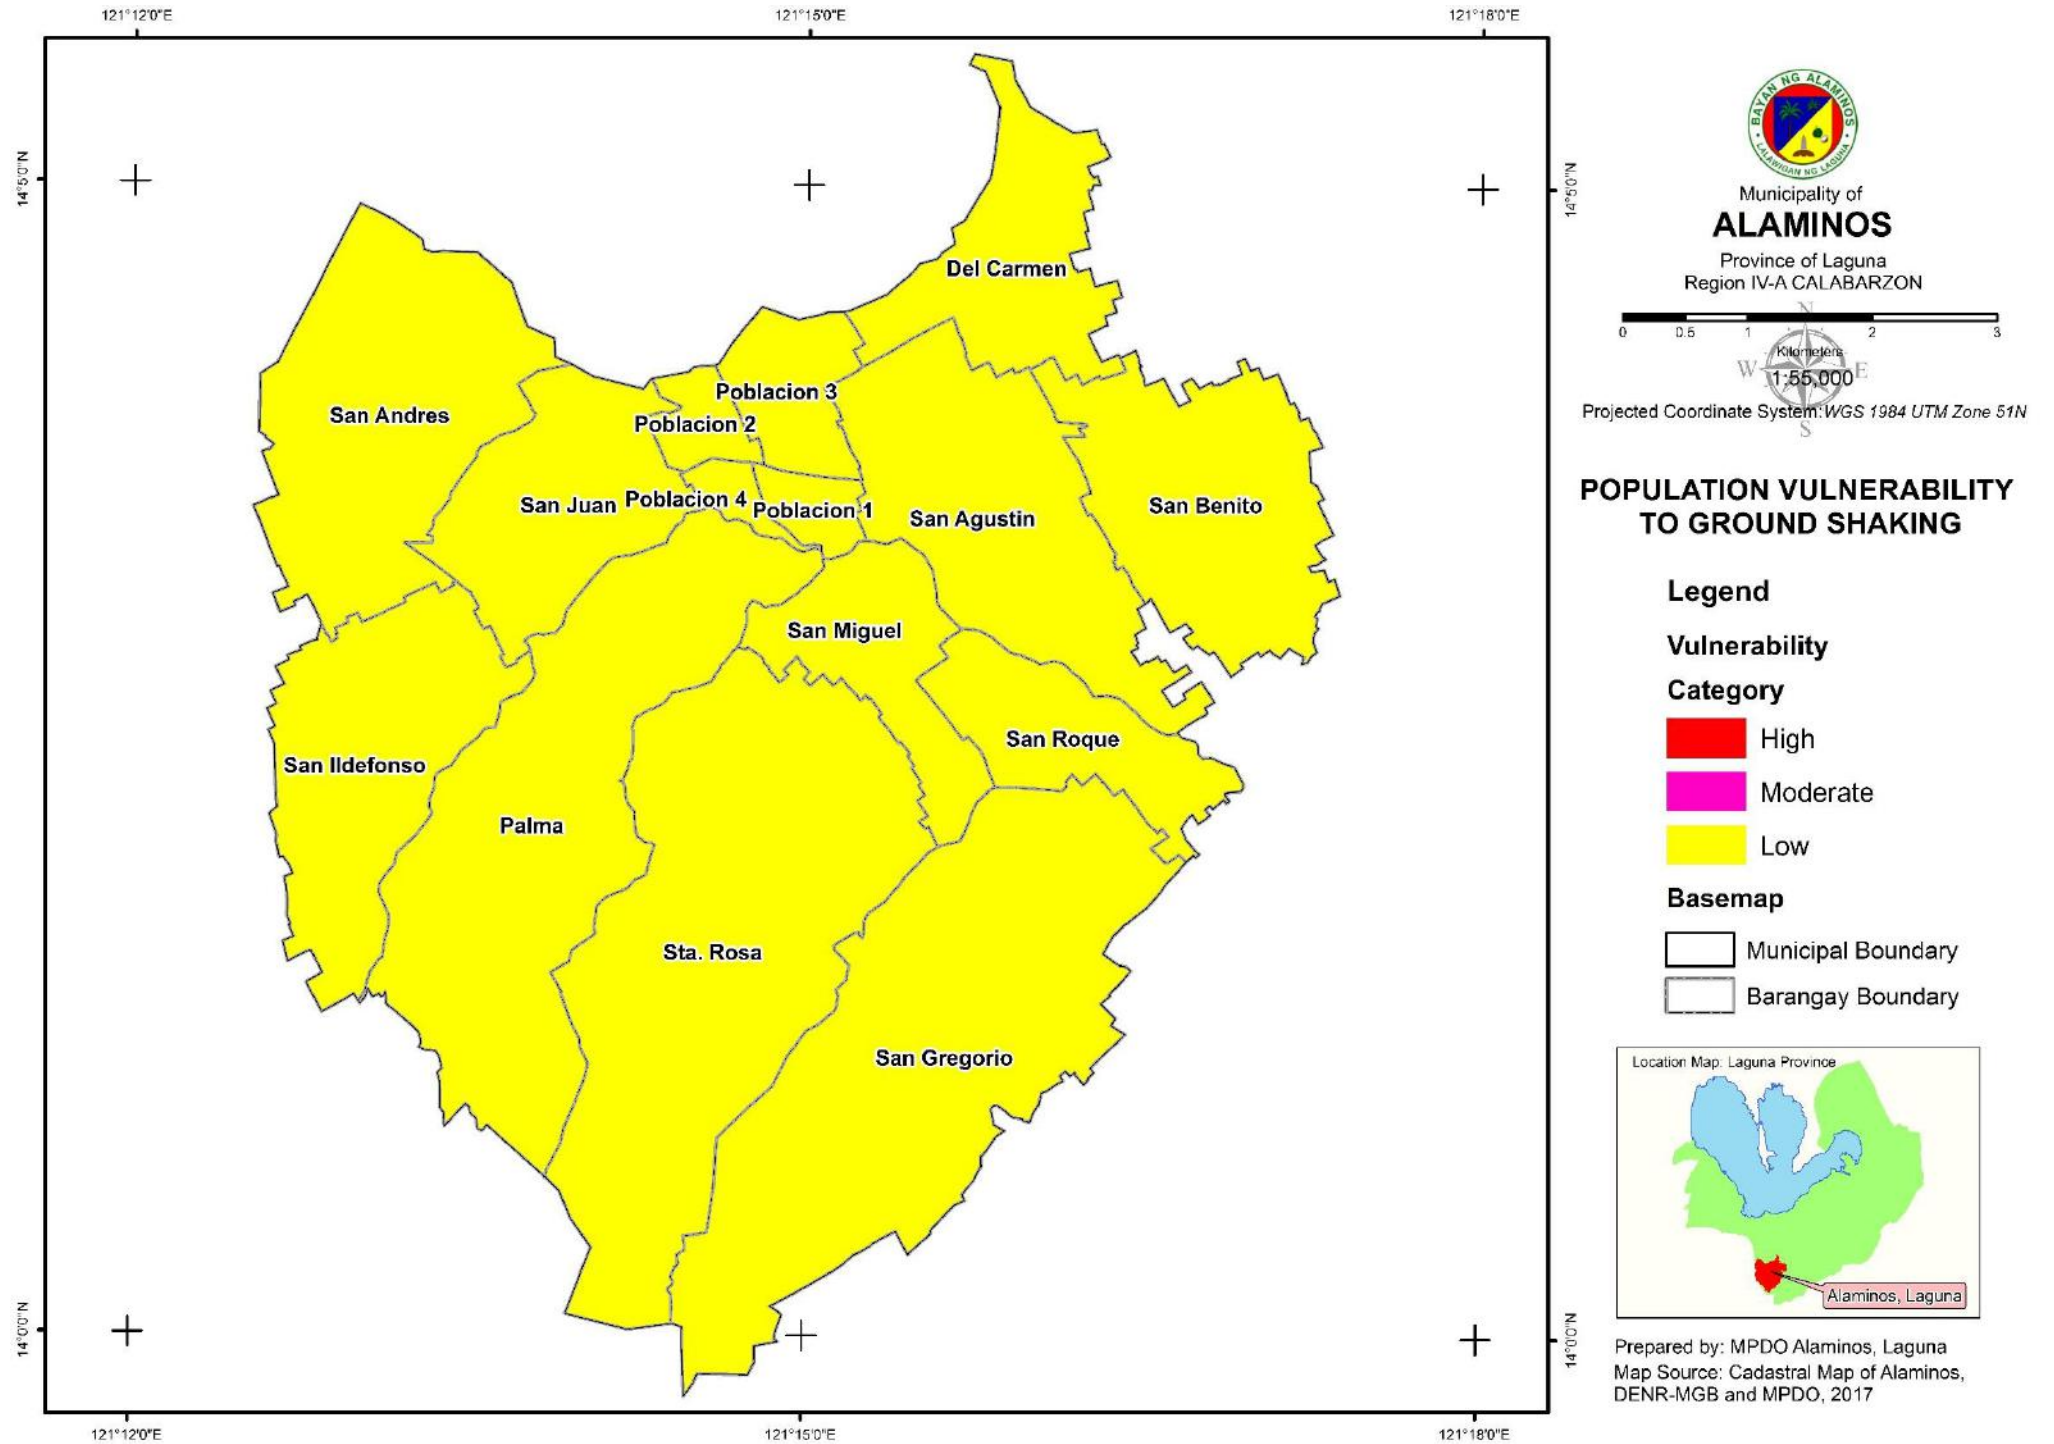 121°12'0"E
121°15'0"E
121°18'0"E
14°5'0"N
14°5'0"N
Del Carmen
San Andres
Poblacion 3
Poblacion 2
San Juan
Poblacion 4
Poblacion 1
San Agustin
San Benito
San Miguel
San Roque
San Ildefonso
Palma
Sta. Rosa
San Gregorio
14°0'0"N
14°0'0"N
121°12'0"E
121°15'0"E
121°18'0"E
BAYAN NG ALAMINOS
LALAWIGAN NG LAGUNA
Municipality of
ALAMINOS
Province of Laguna
Region IV-A CALABARZON
N
0 0.5 1 2 3
Kilometers
W E
1:55,000
Projected Coordinate System: WGS 1984 UTM Zone 51N
S
POPULATION VULNERABILITY
TO GROUND SHAKING
Legend
Vulnerability
Category
High
Moderate
Low
Basemap
Municipal Boundary
Barangay Boundary
Location Map: Laguna Province
Alaminos, Laguna
Prepared by: MPDO Alaminos, Laguna
Map Source: Cadastral Map of Alaminos,
DENR-MGB and MPDO, 2017